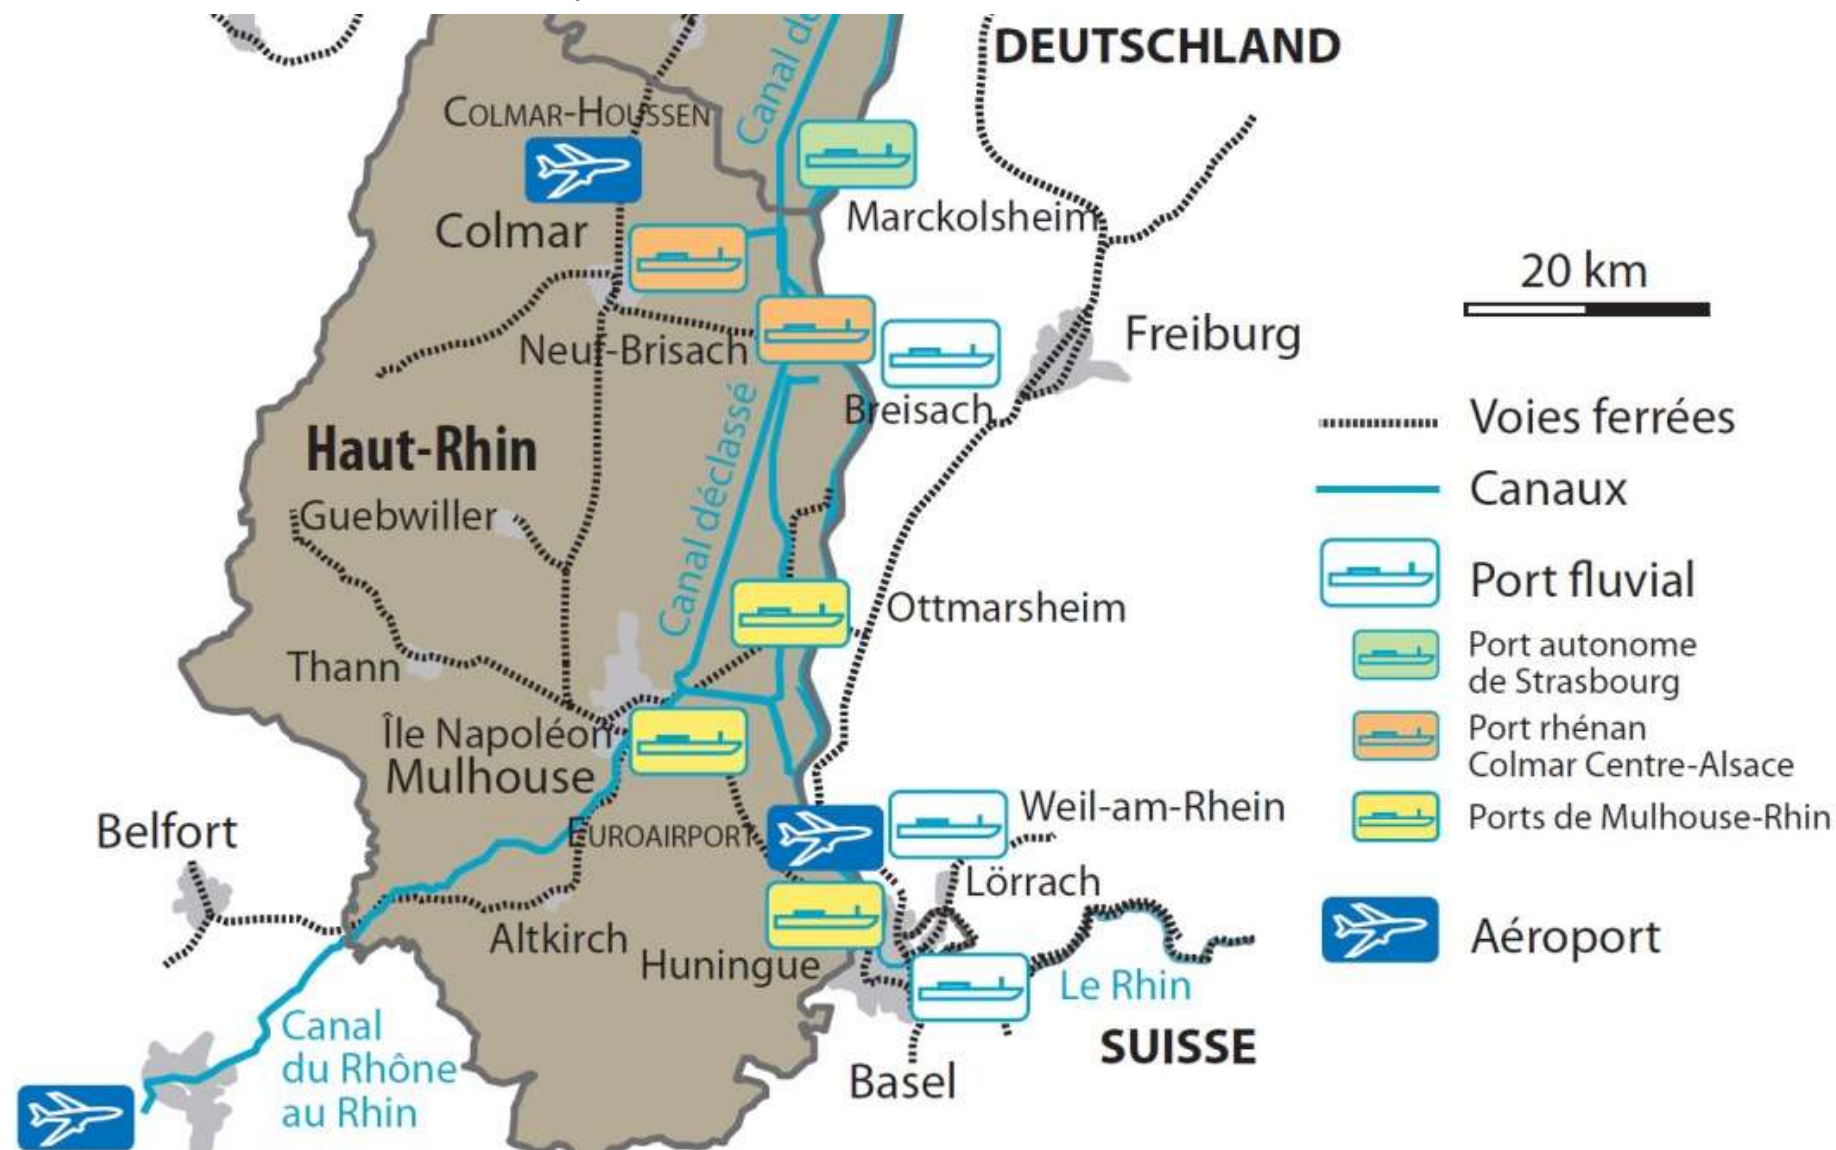 DEUTSCHLAND
Canal de
COLMAR-HOUSSEN
Colmar
Marckolsheim
20 km
Neuf-Brisach
Freiburg
Breisach
Voies ferrées
Haut-Rhin
Canal déclassé
Canaux
Guebwiller
Port fluvial
Ottmarsheim
Port autonome
de Strasbourg
Thann
Île Napoléon
Mulhouse
Port rhénan
Colmar Centre-Alsace
Belfort
EUROAIRPORT
Weil-am-Rhein
Ports de Mulhouse-Rhin
Lörrach
Altkirch
Huningue
Aéroport
Le Rhin
Canal
du Rhône
au Rhin
SUISSE
Basel